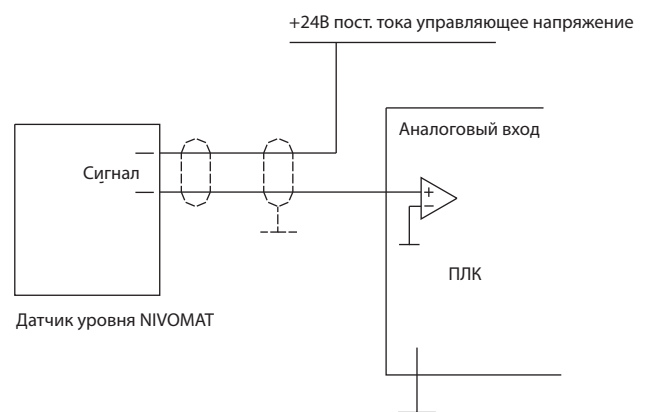 +24В пост. тока управляющее напряжение
Аналоговый вход
Сигнал
+
−
ПЛК
Датчик уровня NIVOMAT